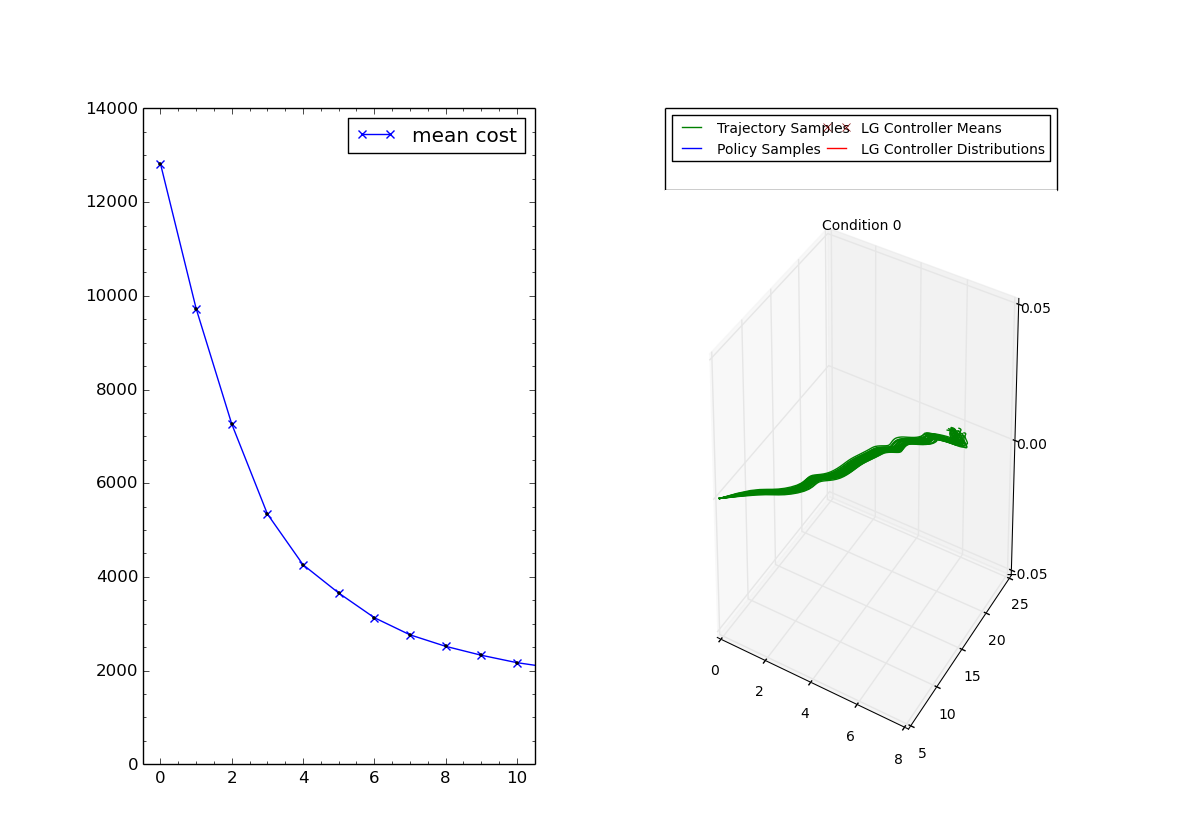 14000
12000
10000
8000
6000
4000
2000
0
0 2 4 6 8 10
mean cost
Trajectory Samples LG Controller Means
Policy Samples LG Controller Distributions
Condition 0
0.05
0.00
−0.05
0 2 4 6 8
5 10 15 20 25